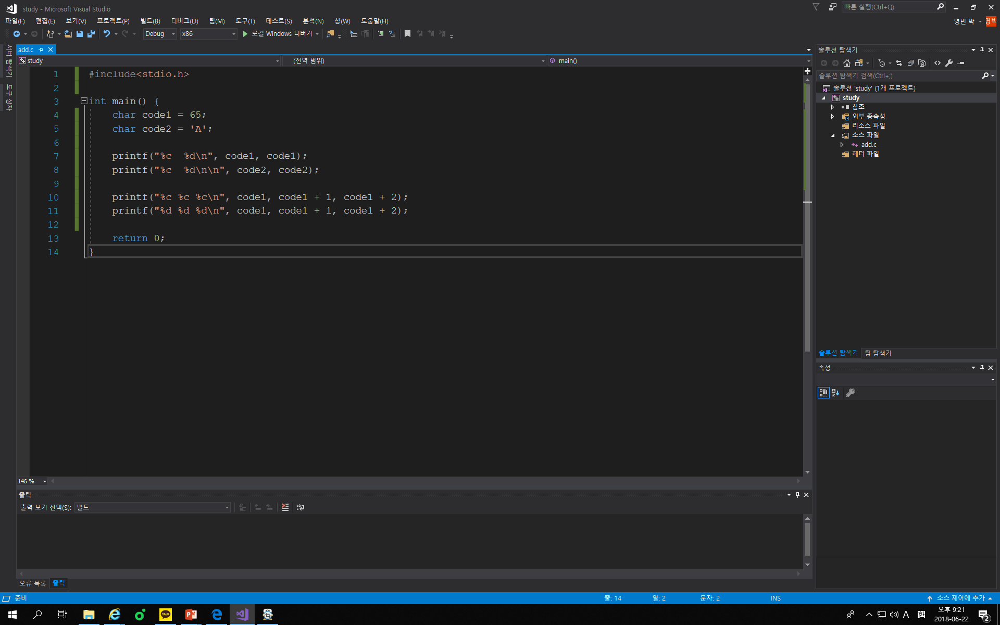 study - Microsoft Visual Studio
빠른 실행(Ctrl+Q)
파일(F) 편집(E) 보기(V) 프로젝트(P) 빌드(B) 디버그(D) 팀(M) 도구(T) 테스트(S) 분석(N) 창(W) 도움말(H)
영빈 박 영박
Debug x86 로컬 Windows 디버거
서버 탐색기
도구 상자
add.c
study (전역 범위) main()
1 #include<stdio.h>
2
3 int main() {
4 char code1 = 65;
5 char code2 = 'A';
6
7 printf("%c  %d\n", code1, code1);
8 printf("%c  %d\n\n", code2, code2);
9
10 printf("%c %c %c\n", code1, code1 + 1, code1 + 2);
11 printf("%d %d %d\n", code1, code1 + 1, code1 + 2);
12
13 return 0;
14 }
146 %
출력
출력 보기 선택(S): 빌드
오류 목록 출력
솔루션 탐색기
솔루션 탐색기 검색(Ctrl+;)
솔루션 'study' (1개 프로젝트)
study
참조
외부 종속성
리소스 파일
소스 파일
add.c
헤더 파일
솔루션 탐색기 팀 탐색기
속성
준비 줄: 14 열: 2 문자: 2 INS 소스 제어에 추가
TALK
A
오후 9:21
2018-06-22
2